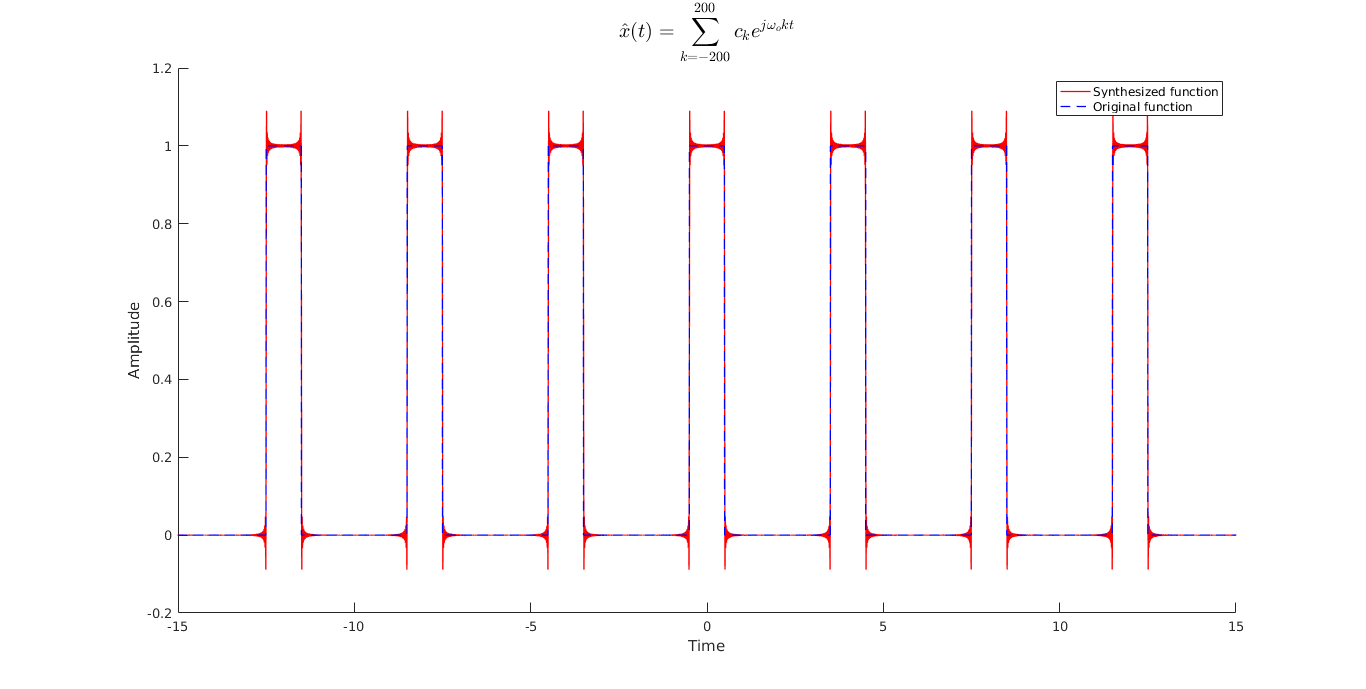 x̂(t) = ∑_{k=-200}^{200} c_k e^{jω_o kt}
1.2
Synthesized function
Original function
1
0.8
0.6
0.4
0.2
0
-0.2
Amplitude
-15 -10 -5 0 5 10 15
Time